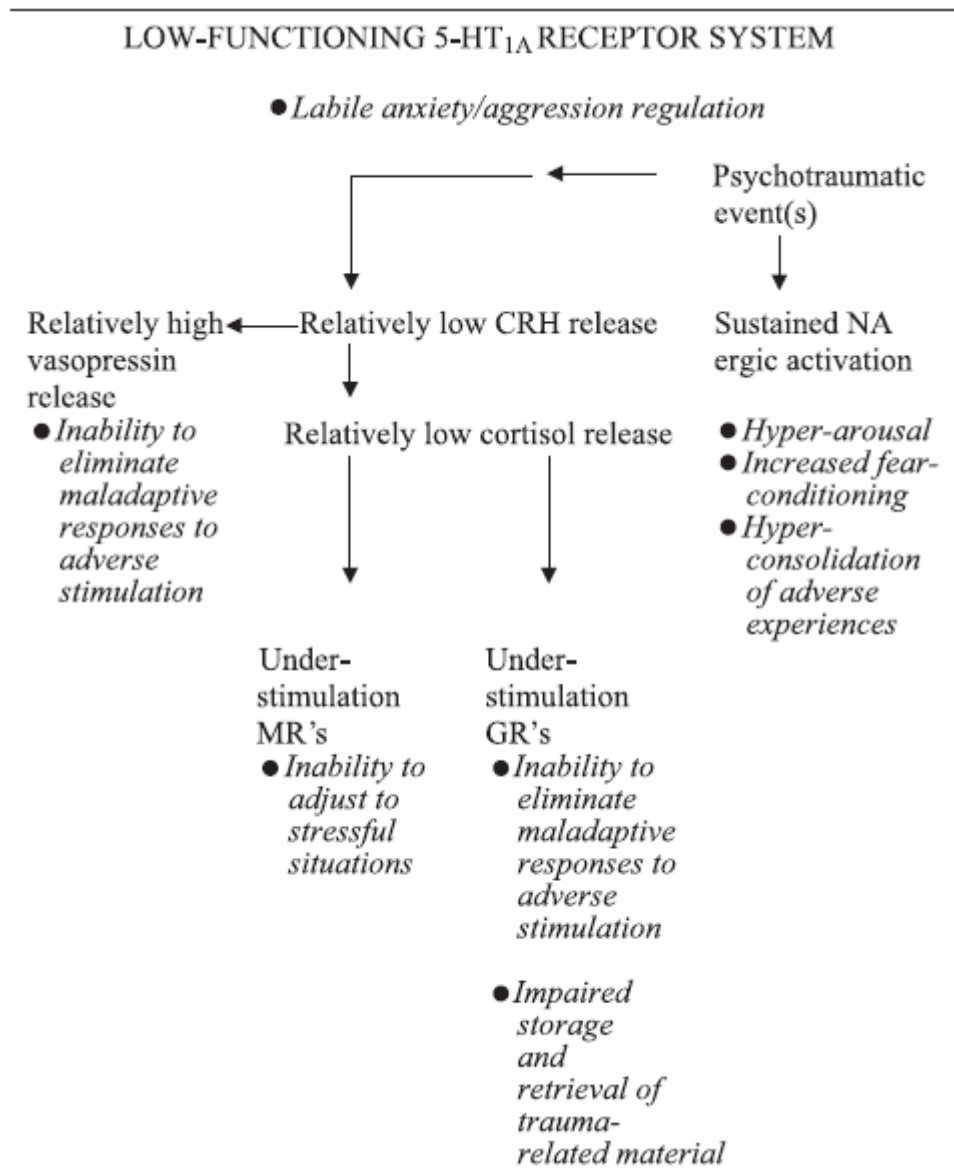 LOW-FUNCTIONING 5-HT1A RECEPTOR SYSTEM
● Labile anxiety/aggression regulation
Psychotraumatic
event(s)
Relatively high
vasopressin
release
● Inability to
eliminate
maladaptive
responses to
adverse
stimulation
Relatively low CRH release
Relatively low cortisol release
Sustained NA
ergic activation
● Hyper-arousal
● Increased fear-
conditioning
● Hyper-
consolidation
of adverse
experiences
Under-
stimulation
MR's
● Inability to
adjust to
stressful
situations
Under-
stimulation
GR's
● Inability to
eliminate
maladaptive
responses to
adverse
stimulation
● Impaired
storage
and
retrieval of
trauma-
related material